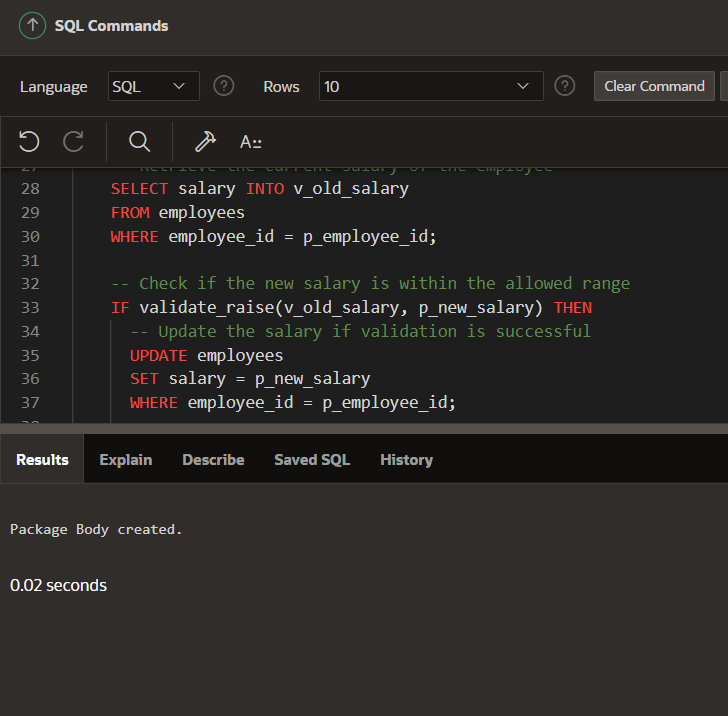 SQL Commands
Language SQL Rows 10 Clear Command
A::
27 -- Retrieve the current salary of the employee
28 SELECT salary INTO v_old_salary
29 FROM employees
30 WHERE employee_id = p_employee_id;
31
32 -- Check if the new salary is within the allowed range
33 IF validate_raise(v_old_salary, p_new_salary) THEN
34 -- Update the salary if validation is successful
35 UPDATE employees
36 SET salary = p_new_salary
37 WHERE employee_id = p_employee_id;
Results Explain Describe Saved SQL History
Package Body created.
0.02 seconds